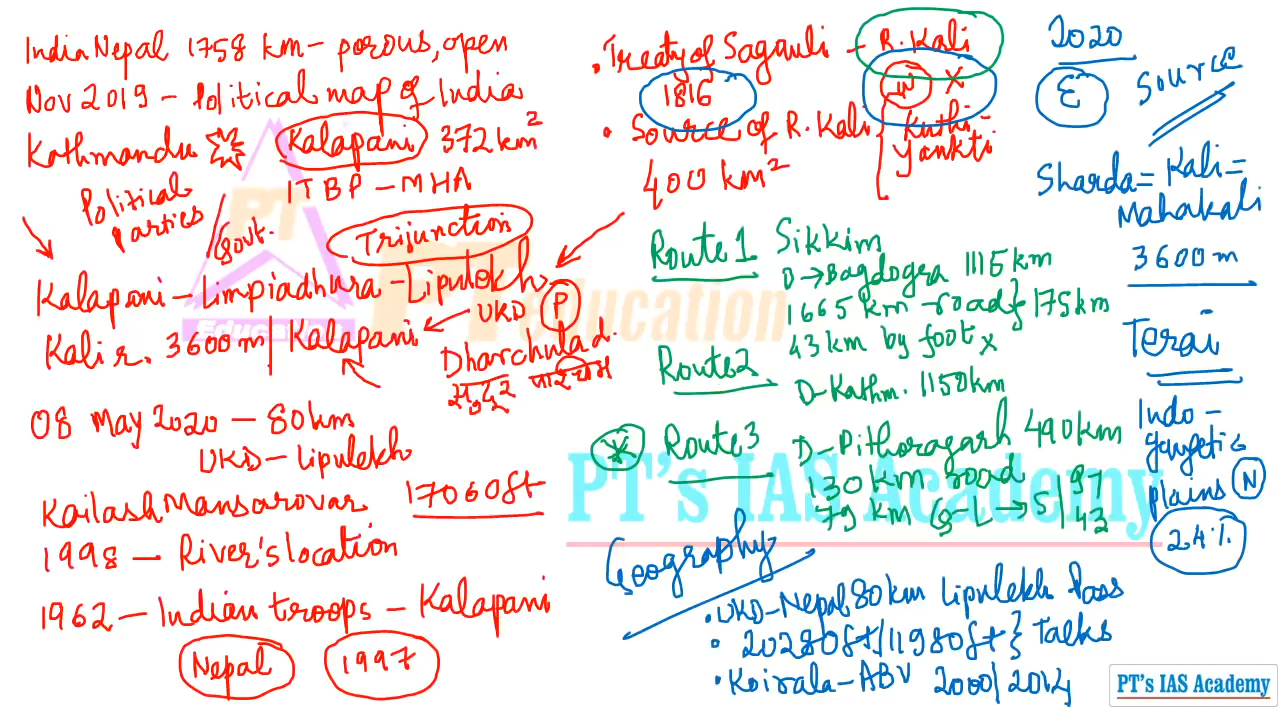 India Nepal 1758 km - porous, open
Nov 2019 - Political map of India
Kathmandu Kalapani 372 km²
ITBP - MHA
Political parties
Govt.
Trijunction
Kalapani - Limpiadhura - Lipulekh
UKD P
Kali r. 3600 m | Kalapani
Dharchula d.
08 May 2020 - 80 km
UKD - Lipulekh
Kailash Mansarovar 17060 ft
1998 - River's location
1962 - Indian troops - Kalapani
Nepal 1997
. Treaty of Sagauli - R. Kali
1816 W X
. Source of R. Kali { Kuthi-
Yankti
400 km²
Route 1 Sikkim
D → Bagdogra 1115 km
1665 km - road } 175 km
43 km by foot x
Route 2 D - Kathm. 1150 km
* Route 3 D - Pithoragarh 490 km
130 km road
79 km G-L → 5 | 97
43
Geography
. UKD - Nepal 80 km Lipulekh Pass
. 20280 ft / 11980 ft } Talks
. Koirala - ABV 2000 | 2014
2020
E Source
Sharda = Kali =
Mahakali
3600 m
Terai
Indo-
gangetic
plains N
2.4%
PT's
Education
PT Education
PT's IAS Academy
PT's IAS Academy